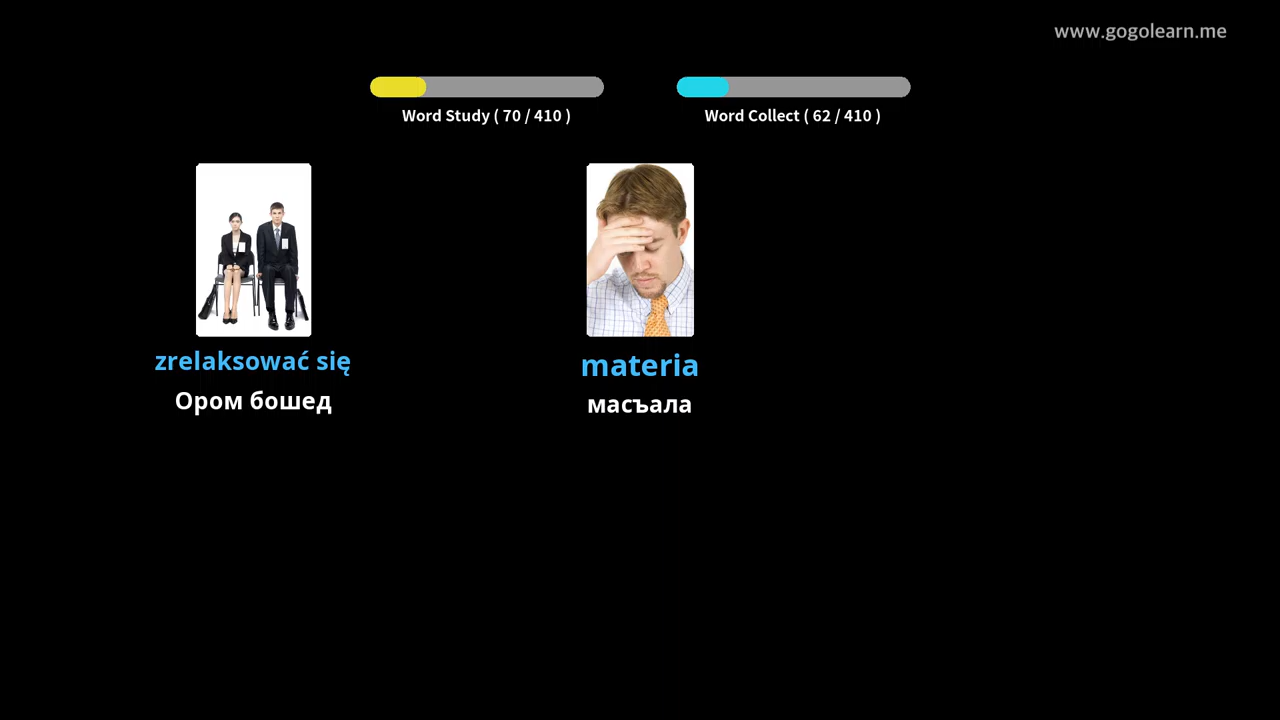 www.gogolearn.me
Word Study ( 70 / 410 )
Word Collect ( 62 / 410 )
zrelaksować się
Ором бошед
materia
масъала